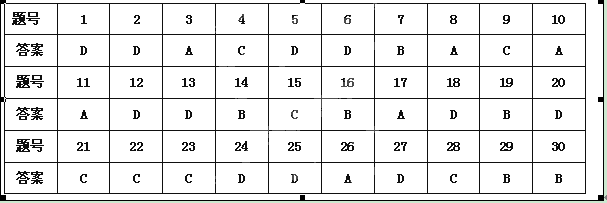 题号 1 2 3 4 5 6 7 8 9 10
答案 D D A C D D B A C A
题号 11 12 13 14 15 16 17 18 19 20
答案 A D D B C B A D B D
题号 21 22 23 24 25 26 27 28 29 30
答案 C C C D D A D C B B